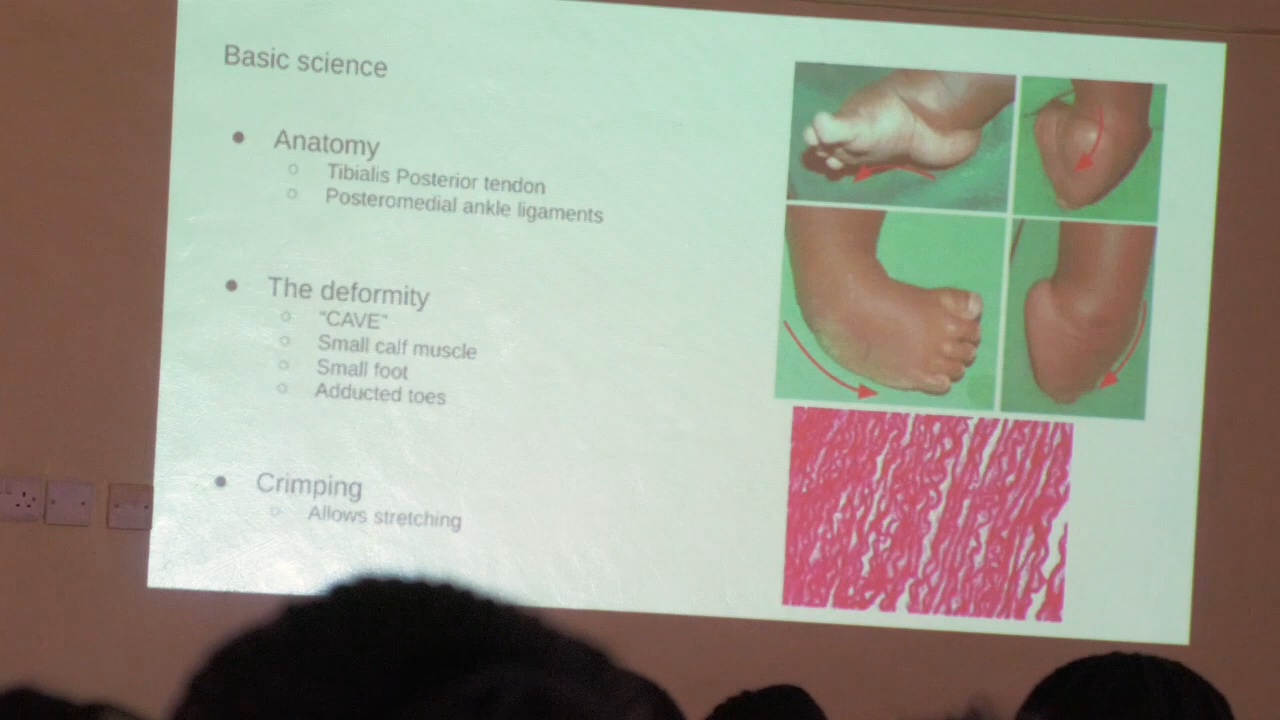 Basic science
● Anatomy
○ Tibialis Posterior tendon
○ Posteromedial ankle ligaments
● The deformity
○ "CAVE"
○ Small calf muscle
○ Small foot
○ Adducted toes
● Crimping
○ Allows stretching